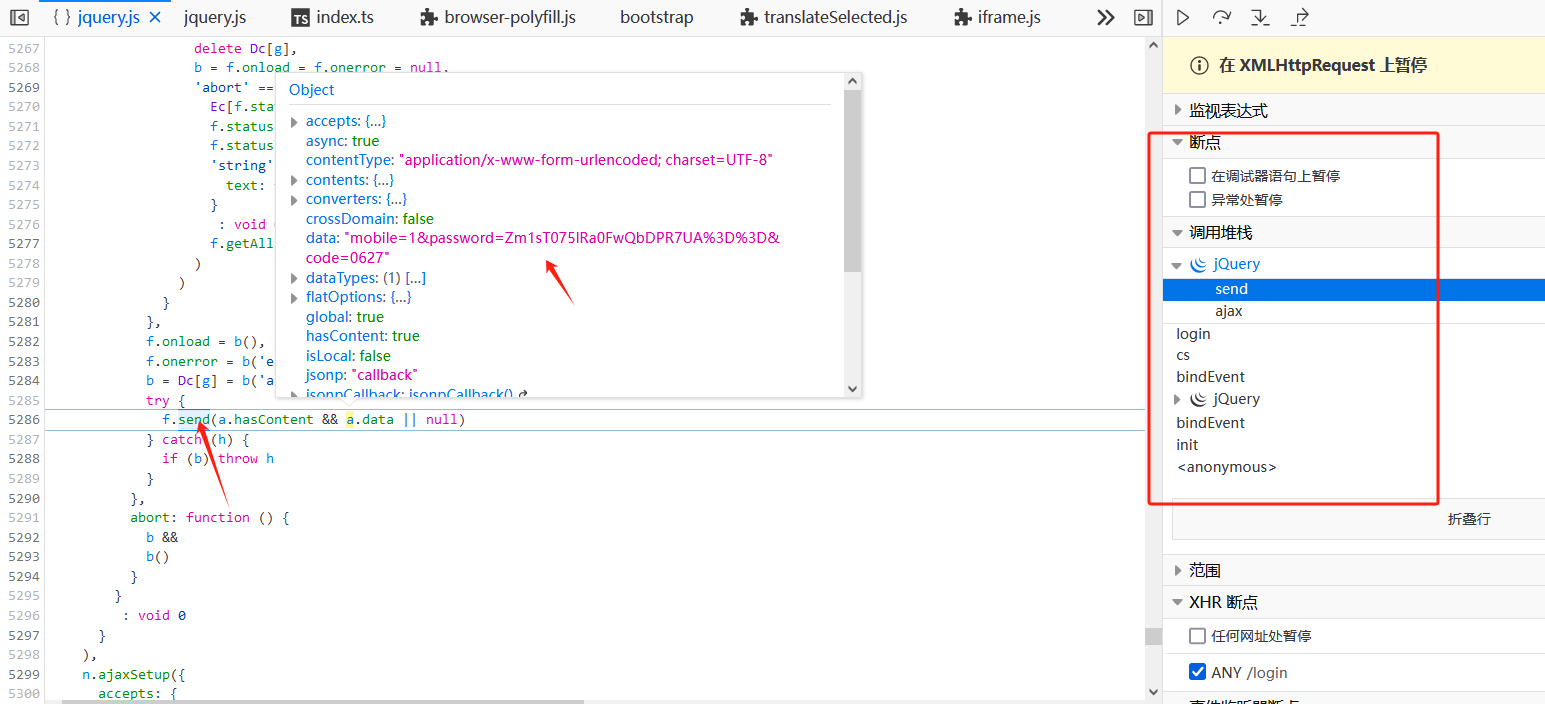 { } jquery.js ✕ jquery.js TS index.ts browser-polyfill.js bootstrap translateSelected.js iframe.js
5267 delete Dc[g],
5268 b = f.onload = f.onerror = null,
5269 'abort' ==
5270 Ec[f.sta
5271 f.status
5272 f.status
5273 'string'
5274 text:
5275 }
5276 : void
5277 f.getAll
5278 )
5279 )
5280 }
5281 },
5282 f.onload = b(),
5283 f.onerror = b('e
5284 b = Dc[g] = b('a
5285 try {
5286 f.send(a.hasContent && a.data || null)
5287 } catch (h) {
5288 if (b) throw h
5289 }
5290 },
5291 abort: function () {
5292 b &&
5293 b()
5294 }
5295 }
5296 : void 0
5297 }
5298 ),
5299 n.ajaxSetup({
5300 accepts: {
Object
accepts: {…}
async: true
contentType: "application/x-www-form-urlencoded; charset=UTF-8"
contents: {…}
converters: {…}
crossDomain: false
data: "mobile=1&password=Zm1sT075lRa0FwQbDPR7UA%3D%3D&
code=0627"
dataTypes: (1) […]
flatOptions: {…}
global: true
hasContent: true
isLocal: false
jsonp: "callback"
jsonpCallback: jsonpCallback()
在 XMLHttpRequest 上暂停
监视表达式
断点
在调试器语句上暂停
异常处暂停
调用堆栈
jQuery
send
ajax
login
cs
bindEvent
jQuery
bindEvent
init
<anonymous>
折叠行
范围
XHR 断点
任何网址处暂停
ANY /login
事件监听器断点